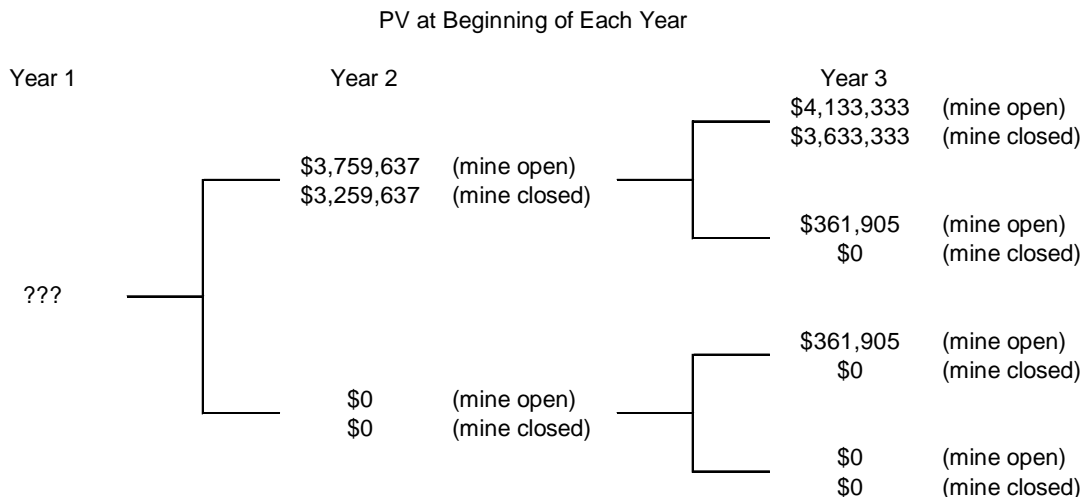 PV at Beginning of Each Year
Year 1 Year 2 Year 3
$4,133,333 (mine open)
$3,633,333 (mine closed)
$3,759,637 (mine open)
$3,259,637 (mine closed)
$361,905 (mine open)
$0 (mine closed)
???
$361,905 (mine open)
$0 (mine closed)
$0 (mine open)
$0 (mine closed)
$0 (mine open)
$0 (mine closed)